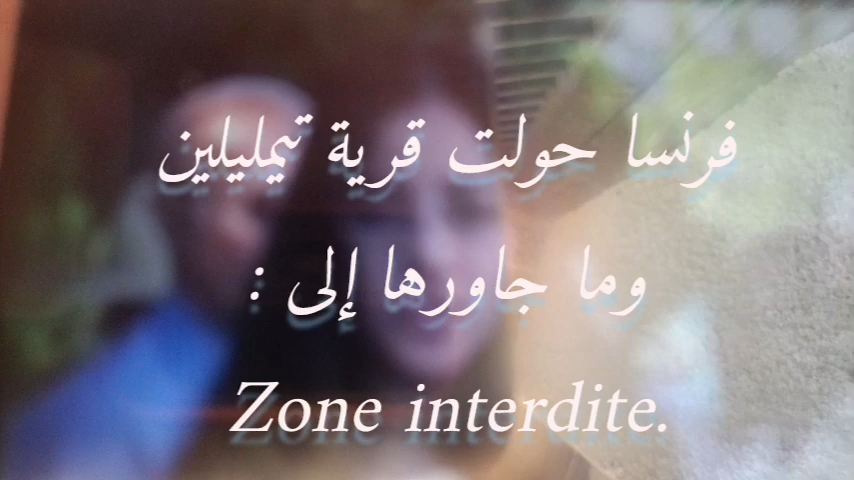 فرنسا حولت قرية تيمليلين
وما جاورها إلى :
Zone interdite.